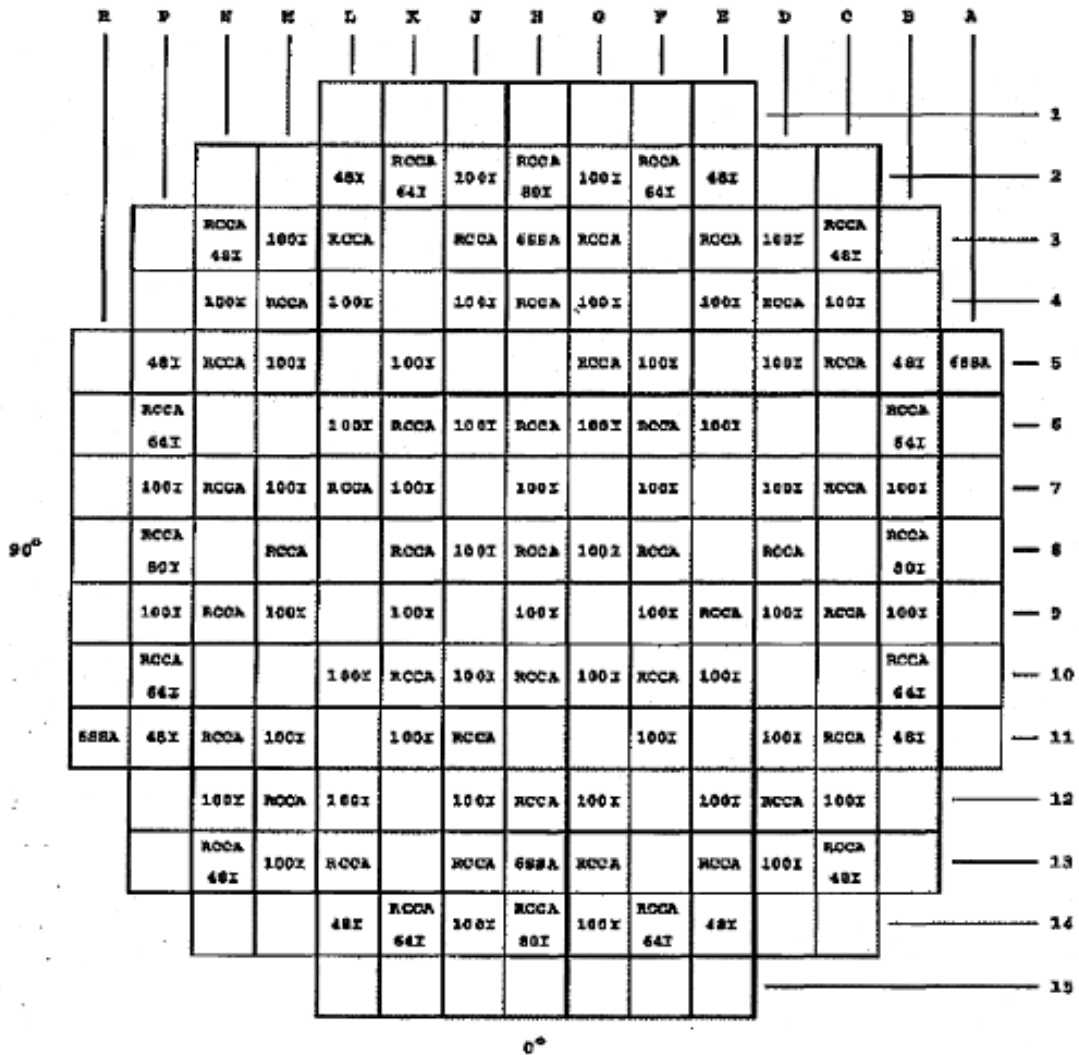 R P N M L K J H G F E D C B A
1
RCCA RCCA RCCA
48I 100I 100I 48I 2
64I 80I 64I
RCCA RCCA
100I RCCA RCCA 6SSA RCCA RCCA 100I 3
48I 48I
100I RCCA 100I 100I RCCA 100I 100I RCCA 100I 4
48I RCCA 100I 100I RCCA 100I 100I RCCA 48I 6SSA 5
RCCA RCCA
100I RCCA 100I RCCA 100I RCCA 100I 6
64I 64I
100I RCCA 100I RCCA 100I 100I 100I 100I RCCA 100I 7
RCCA RCCA
90° RCCA RCCA 100I RCCA 100I RCCA RCCA 8
80I 80I
100I RCCA 100I 100I 100I 100I RCCA 100I RCCA 100I 9
RCCA RCCA
100I RCCA 100I RCCA 100I RCCA 100I 10
64I 64I
6SSA 48I RCCA 100I 100I RCCA 100I 100I RCCA 48I 11
100I RCCA 100I 100I RCCA 100I 100I RCCA 100I 12
RCCA RCCA
100I RCCA RCCA 6SSA RCCA RCCA 100I 13
48I 48I
RCCA RCCA RCCA
48I 100I 100I 48I 14
64I 80I 64I
15
0°